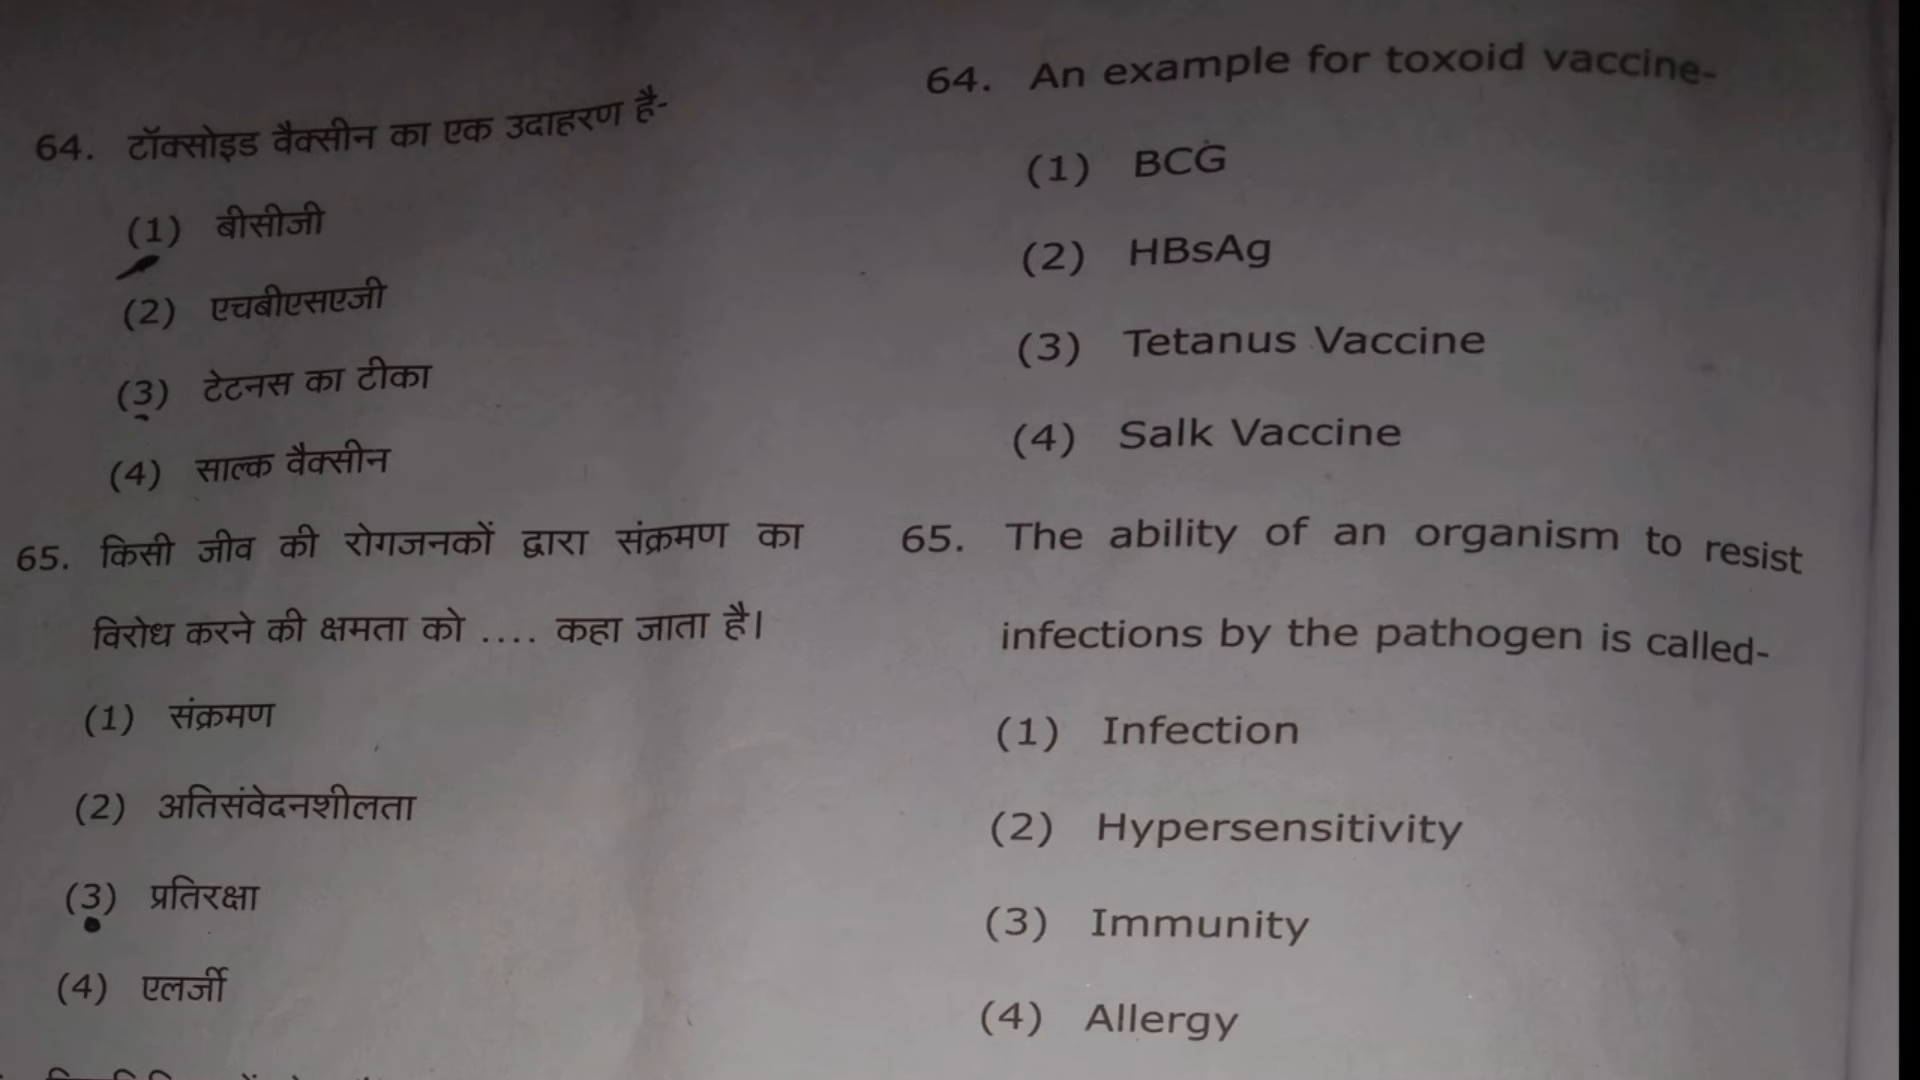 64. टॉक्सोइड वैक्सीन का एक उदाहरण है-
(1) बीसीजी
(2) एचबीएसएजी
(3) टेटनस का टीका
(4) साल्क वैक्सीन
65. किसी जीव की रोगजनकों द्वारा संक्रमण का
विरोध करने की क्षमता को .... कहा जाता है।
(1) संक्रमण
(2) अतिसंवेदनशीलता
(3) प्रतिरक्षा
(4) एलर्जी
64. An example for toxoid vaccine-
(1) BCG
(2) HBsAg
(3) Tetanus Vaccine
(4) Salk Vaccine
65. The ability of an organism to resist
infections by the pathogen is called-
(1) Infection
(2) Hypersensitivity
(3) Immunity
(4) Allergy